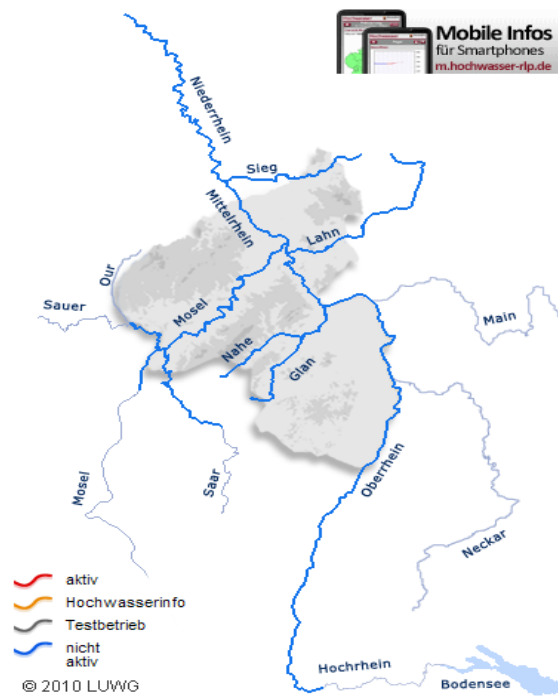 Mobile Infos
für Smartphones
m.hochwasser-rlp.de
Niederrhein
Sieg
Mittelrhein
Lahn
Our
Sauer
Mosel
Main
Nahe
Glan
Mosel
Saar
Oberrhein
Neckar
aktiv
Hochwasserinfo
Testbetrieb
nicht
aktiv
Hochrhein
Bodensee
© 2010 LUWG